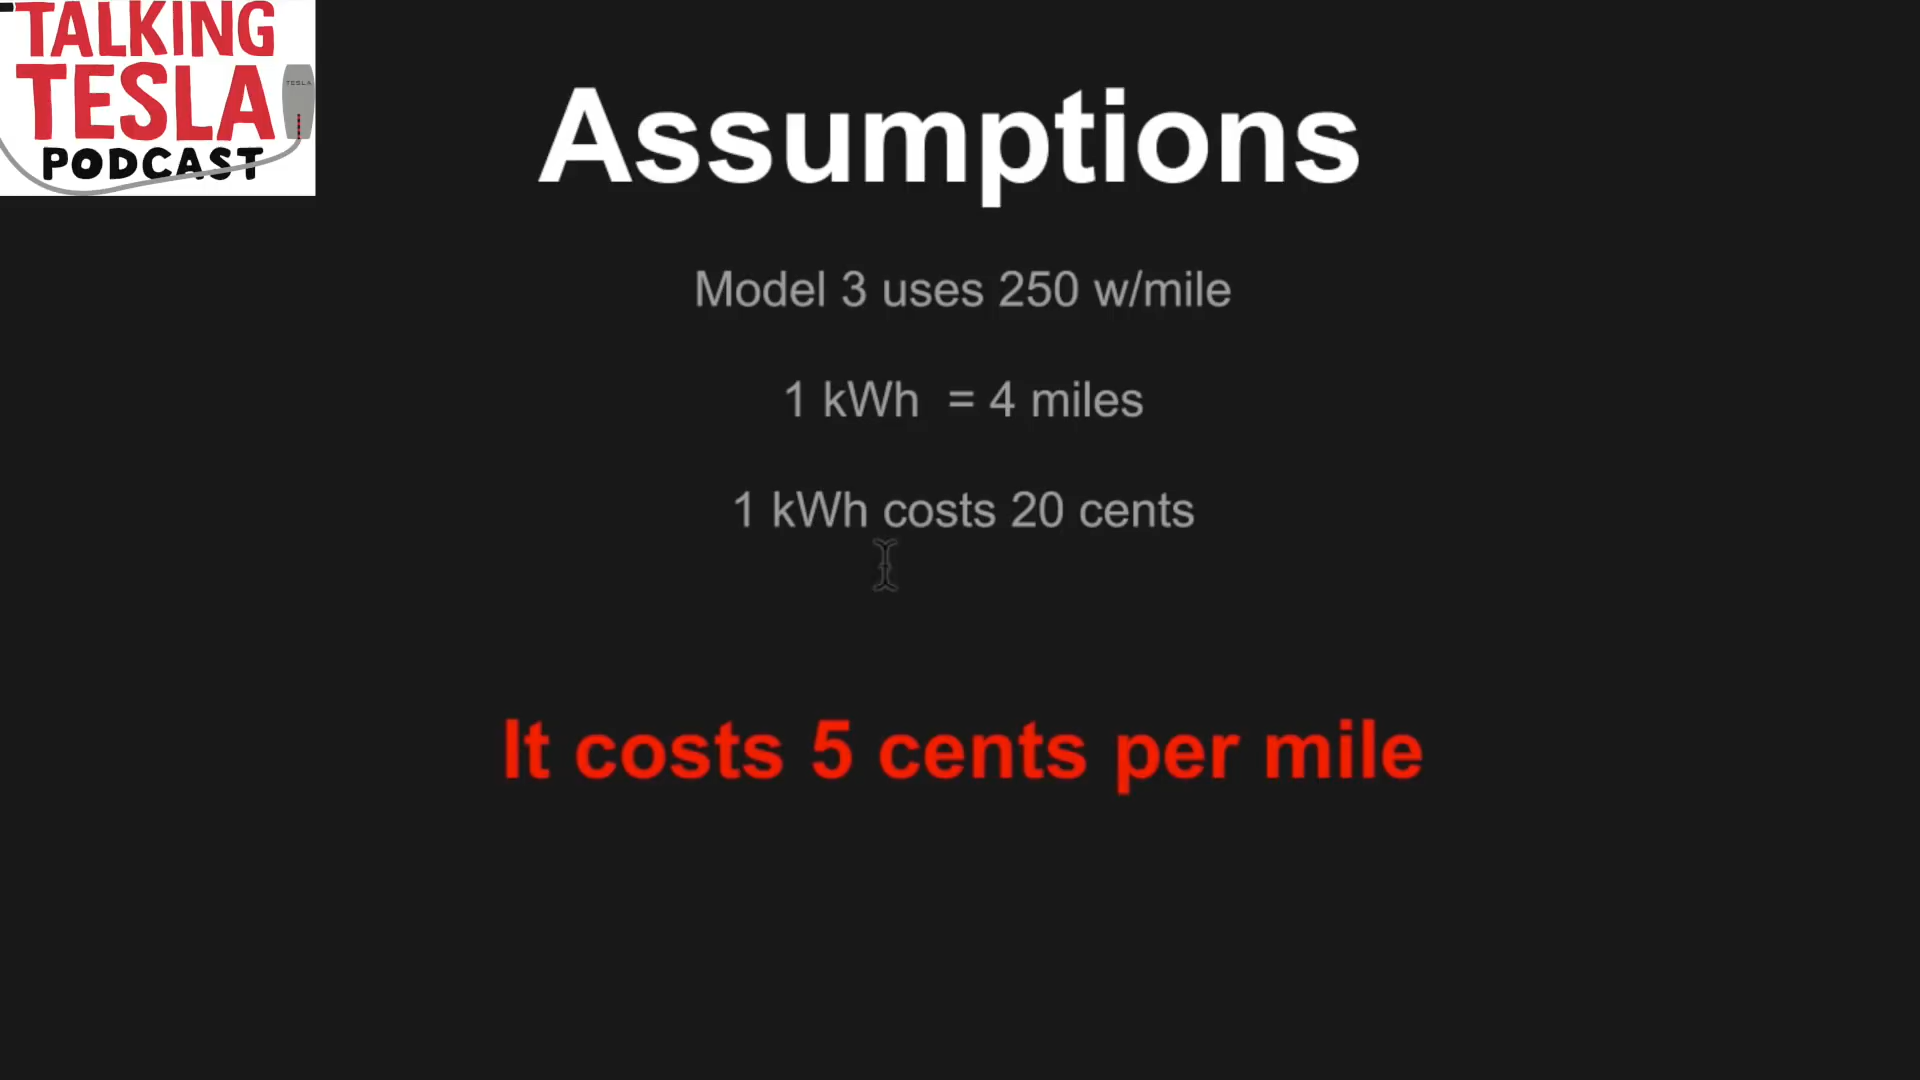 TALKING
TESLA
TESLA
PODCAST
Assumptions
Model 3 uses 250 w/mile
1 kWh = 4 miles
1 kWh costs 20 cents
It costs 5 cents per mile